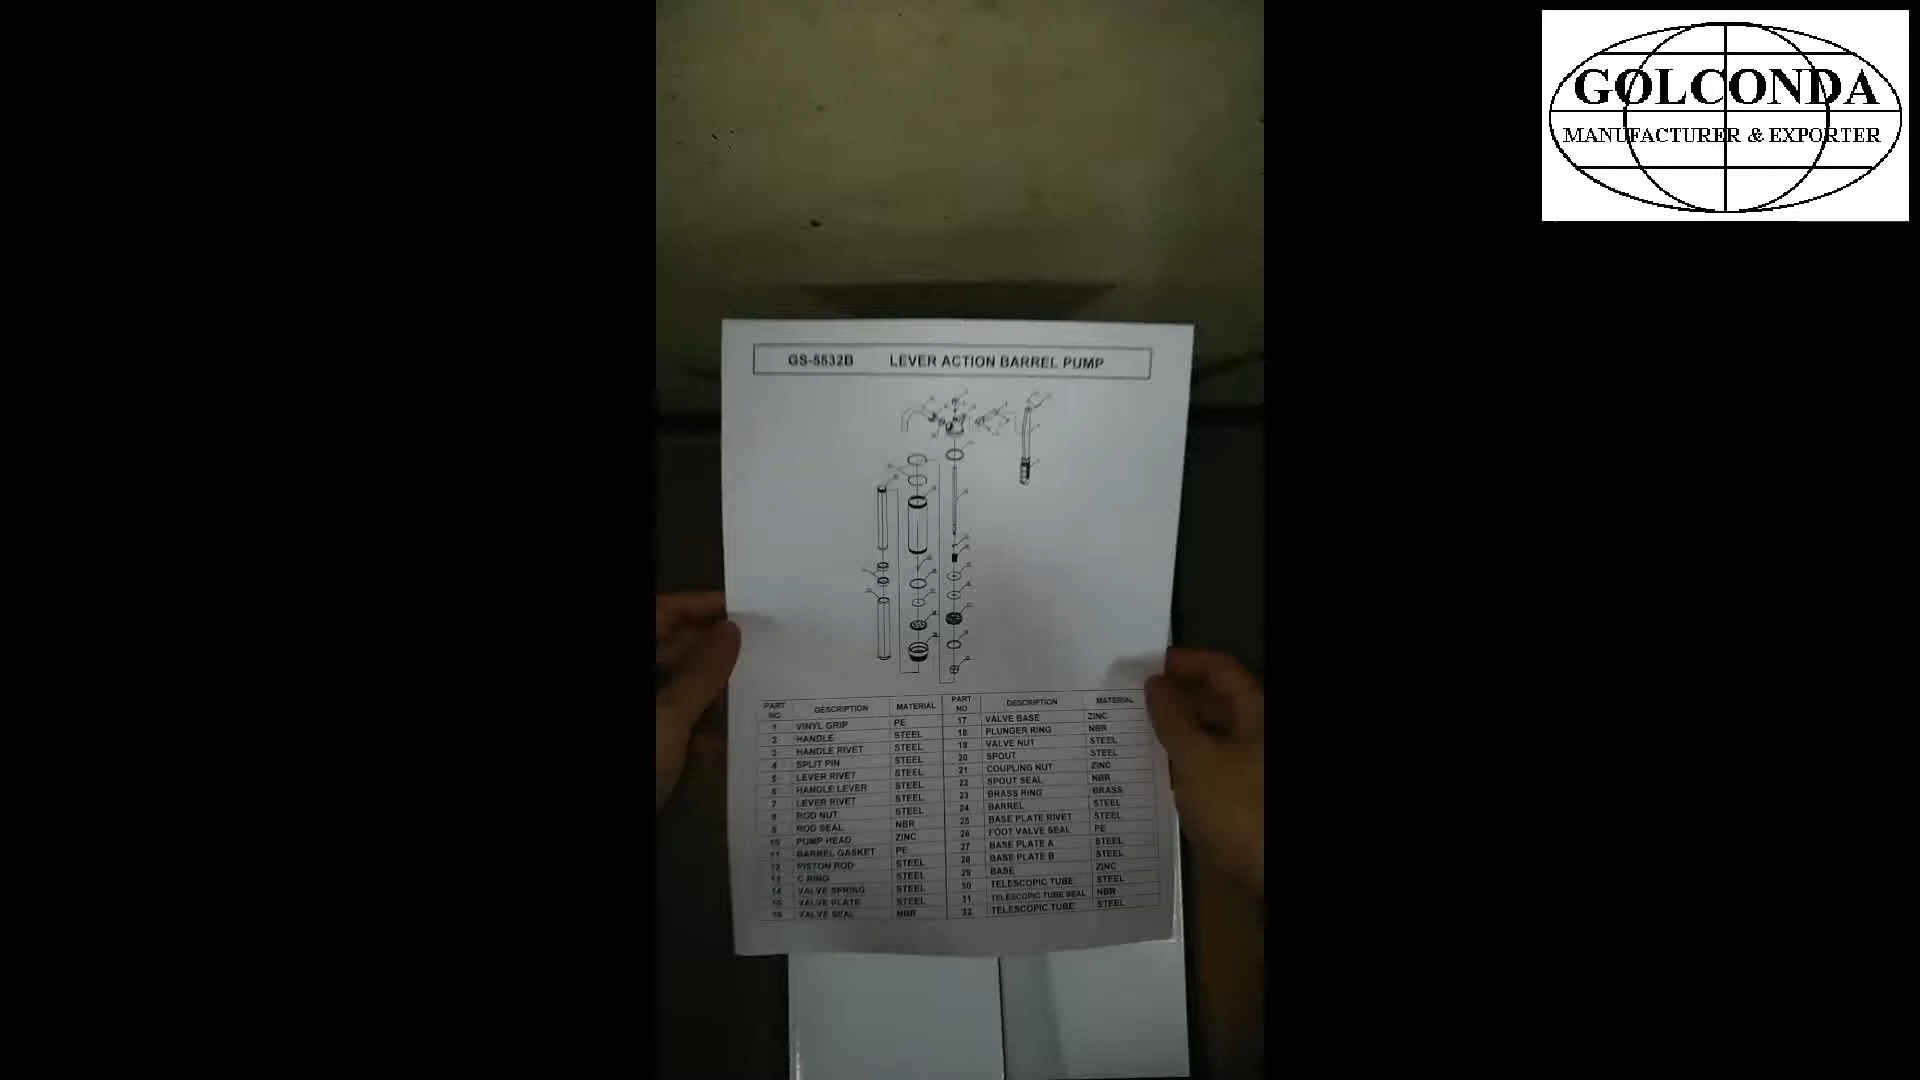 GOLCONDA
MANUFACTURER & EXPORTER
GS-5532B LEVER ACTION BARREL PUMP
PART NO DESCRIPTION MATERIAL PART NO DESCRIPTION MATERIAL
1 VINYL GRIP PE 17 VALVE BASE ZINC
2 HANDLE STEEL 18 PLUNGER RING NBR
3 HANDLE RIVET STEEL 19 VALVE NUT STEEL
4 SPLIT PIN STEEL 20 SPOUT STEEL
5 LEVER RIVET STEEL 21 COUPLING NUT ZINC
6 HANDLE LEVER STEEL 22 SPOUT SEAL NBR
7 LEVER RIVET STEEL 23 BRASS RING BRASS
8 ROD NUT STEEL 24 BARREL STEEL
9 ROD SEAL NBR 25 BASE PLATE RIVET STEEL
10 PUMP HEAD ZINC 26 FOOT VALVE SEAL PE
11 BARREL GASKET PE 27 BASE PLATE A STEEL
12 PISTON ROD STEEL 28 BASE PLATE B STEEL
13 C RING STEEL 29 BASE ZINC
14 VALVE SPRING STEEL 30 TELESCOPIC TUBE STEEL
15 VALVE PLATE STEEL 31 TELESCOPIC TUBE SEAL NBR
16 VALVE SEAL NBR 32 TELESCOPIC TUBE STEEL